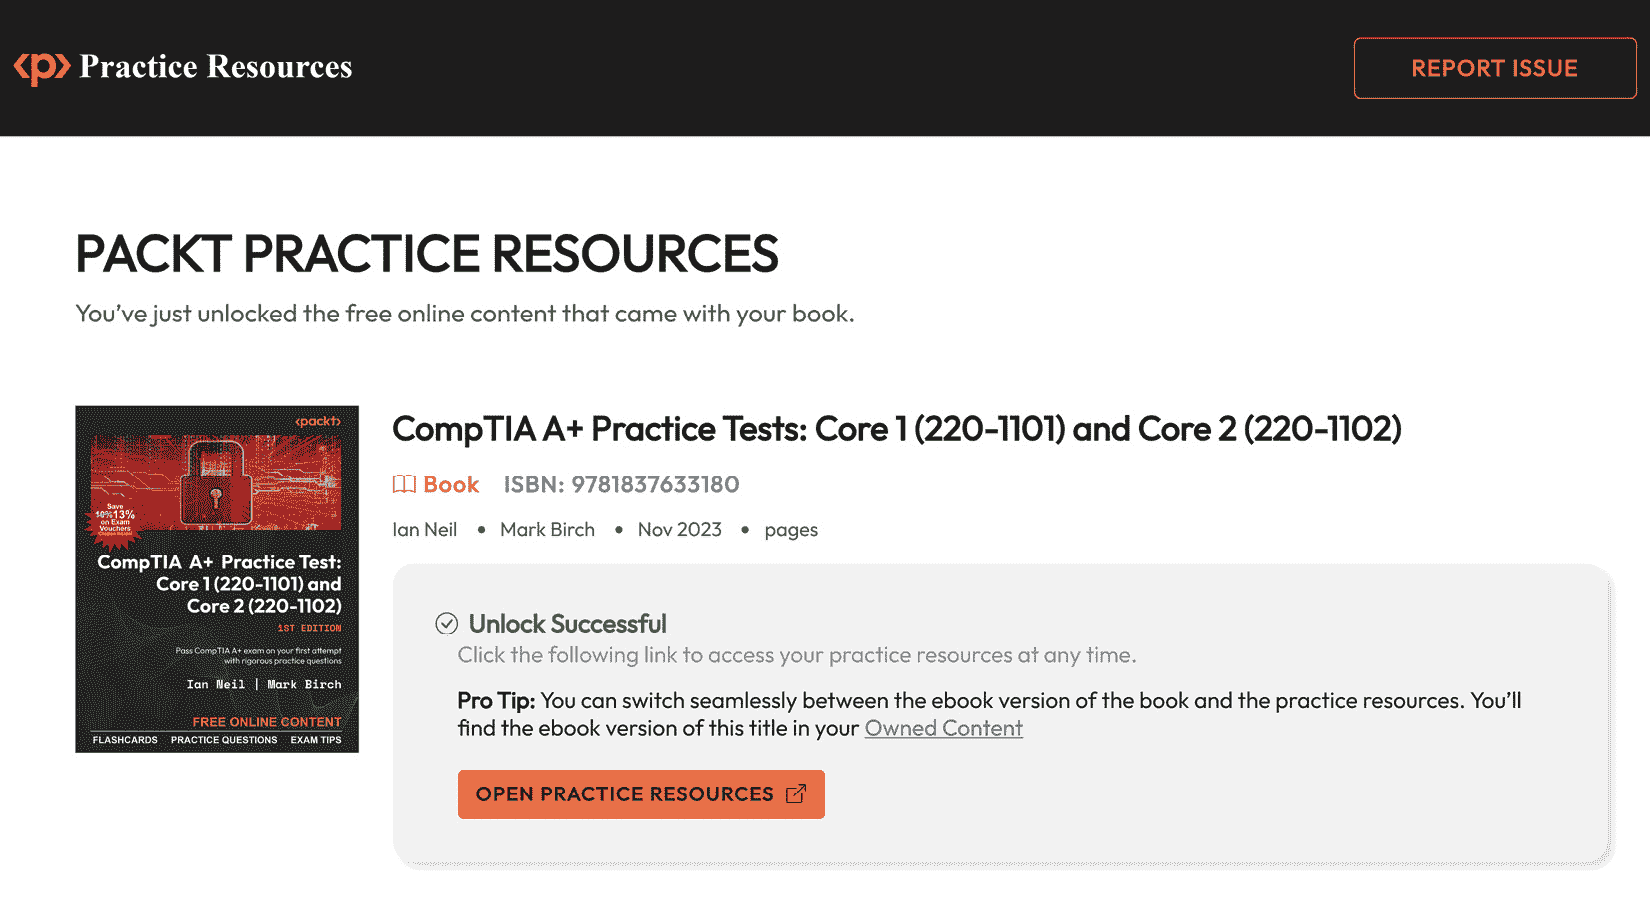 <p> Practice Resources
REPORT ISSUE
PACKT PRACTICE RESOURCES
You've just unlocked the free online content that came with your book.
<packt>
Save
10% 13%
on Exam
Vouchers
CompTIA A+ Practice Test:
Core 1 (220-1101) and
Core 2 (220-1102)
1ST EDITION
Pass CompTIA A+ exam on your first attempt
with rigorous practice questions
Ian Neil | Mark Birch
FREE ONLINE CONTENT
FLASHCARDS PRACTICE QUESTIONS EXAM TIPS
CompTIA A+ Practice Tests: Core 1 (220-1101) and Core 2 (220-1102)
Book ISBN: 9781837633180
Ian Neil • Mark Birch • Nov 2023 • pages
Unlock Successful
Click the following link to access your practice resources at any time.
Pro Tip: You can switch seamlessly between the ebook version of the book and the practice resources. You'll
find the ebook version of this title in your Owned Content
OPEN PRACTICE RESOURCES